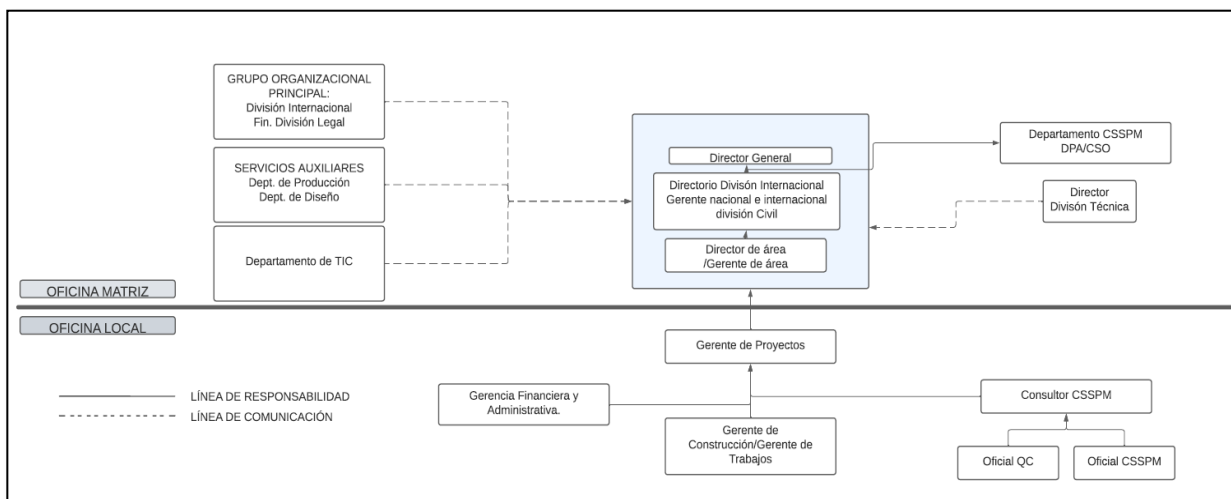 GRUPO ORGANIZACIONAL
PRINCIPAL:
División Internacional
Fin. División Legal
SERVICIOS AUXILIARES
Dept. de Producción
Dept. de Diseño
Departamento de TIC
OFICINA MATRIZ
Director General
Directorio Divisón Internacional
Gerente nacional e internacional
división Civil
Director de área
/Gerente de área
Departamento CSSPM
DPA/CSO
Director
Divisón Técnica
OFICINA LOCAL
Gerente de Proyectos
LÍNEA DE RESPONSABILIDAD
LÍNEA DE COMUNICACIÓN
Gerencia Financiera y
Administrativa.
Gerente de
Construcción/Gerente de
Trabajos
Consultor CSSPM
Oficial QC
Oficial CSSPM